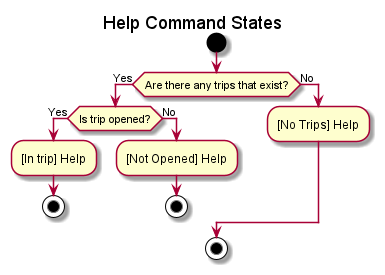 Help Command States
Are there any trips that exist?
Yes
No
Is trip opened?
Yes
No
[In trip] Help
[Not Opened] Help
[No Trips] Help